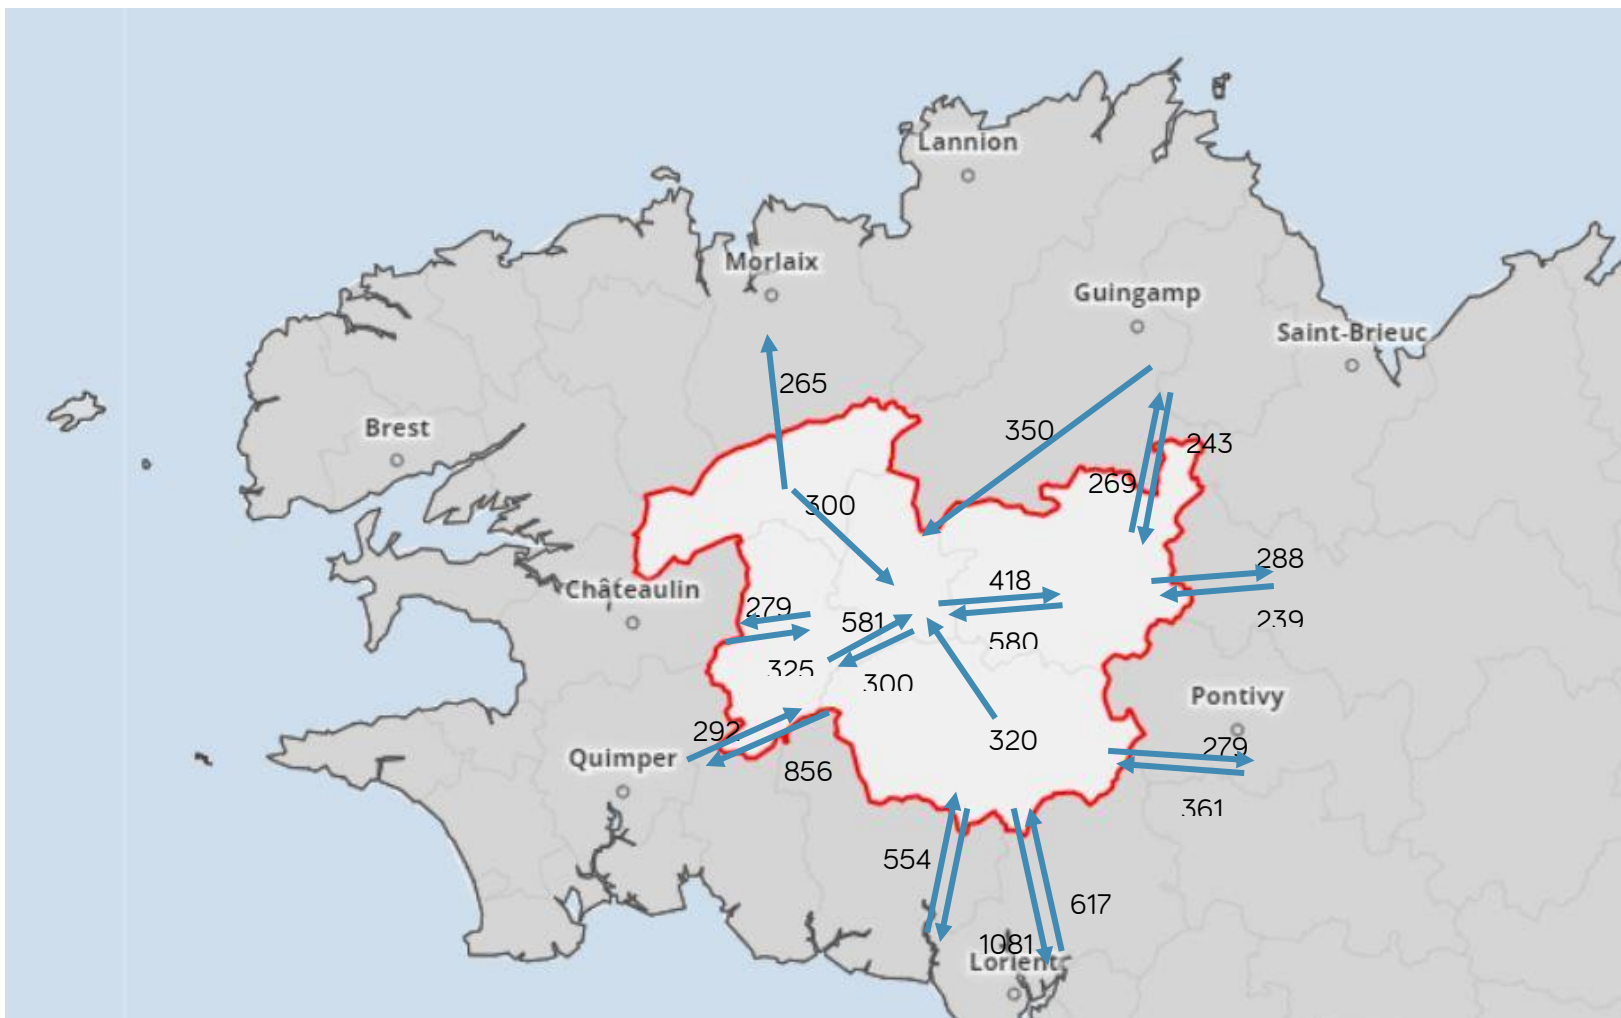 Lannion
Morlaix
Guingamp
Saint-Brieuc
265
Brest
350
243
269
300
288
418
Châteaulin
279
581
239
580
325
300
Pontivy
292
320
279
Quimper
856
361
554
617
1081
Lorient